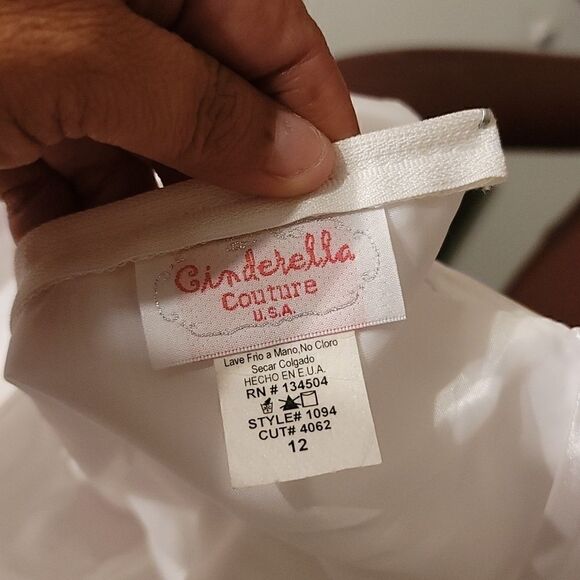 Cinderella
Couture
U.S.A.
Lave Frio a Mano,No Cloro
Secar Colgado
HECHO EN E.U.A.
RN # 134504
STYLE# 1094
CUT# 4062
12